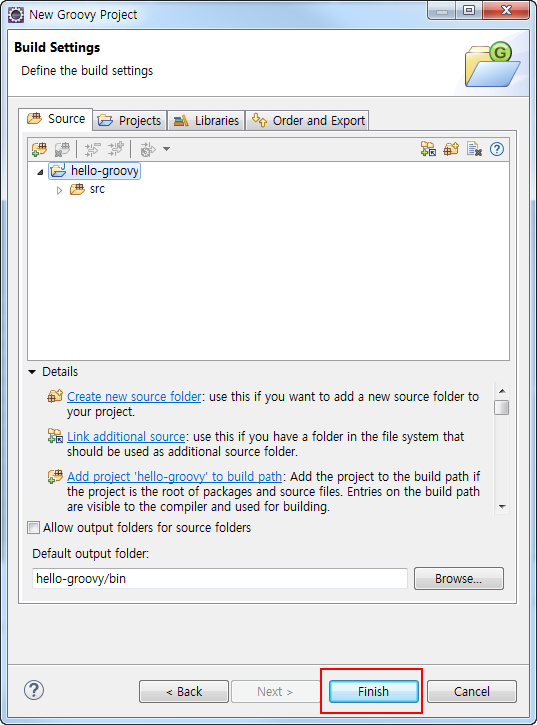 New Groovy Project
Build Settings
Define the build settings
G
Source Projects Libraries Order and Export
hello-groovy
src
Details
Create new source folder: use this if you want to add a new source folder to
your project.
Link additional source: use this if you have a folder in the file system that
should be used as additional source folder.
Add project 'hello-groovy' to build path: Add the project to the build path if
the project is the root of packages and source files. Entries on the build path
are visible to the compiler and used for building.
Allow output folders for source folders
Default output folder:
hello-groovy/bin Browse...
? < Back Next > Finish Cancel